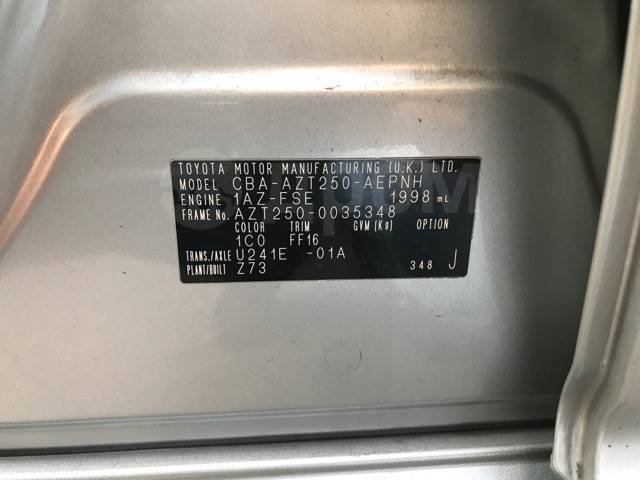 TOYOTA MOTOR MANUFACTURING (U.K.) LTD.
MODEL CBA-AZT250-AEPNH
ENGINE 1AZ-FSE 1998 mL
FRAME No. AZT250-0035348
COLOR TRIM GVM (Kg) OPTION
1C0 FF16
TRANS./AXLE U241E -01A
PLANT/BUILT Z73 348 J